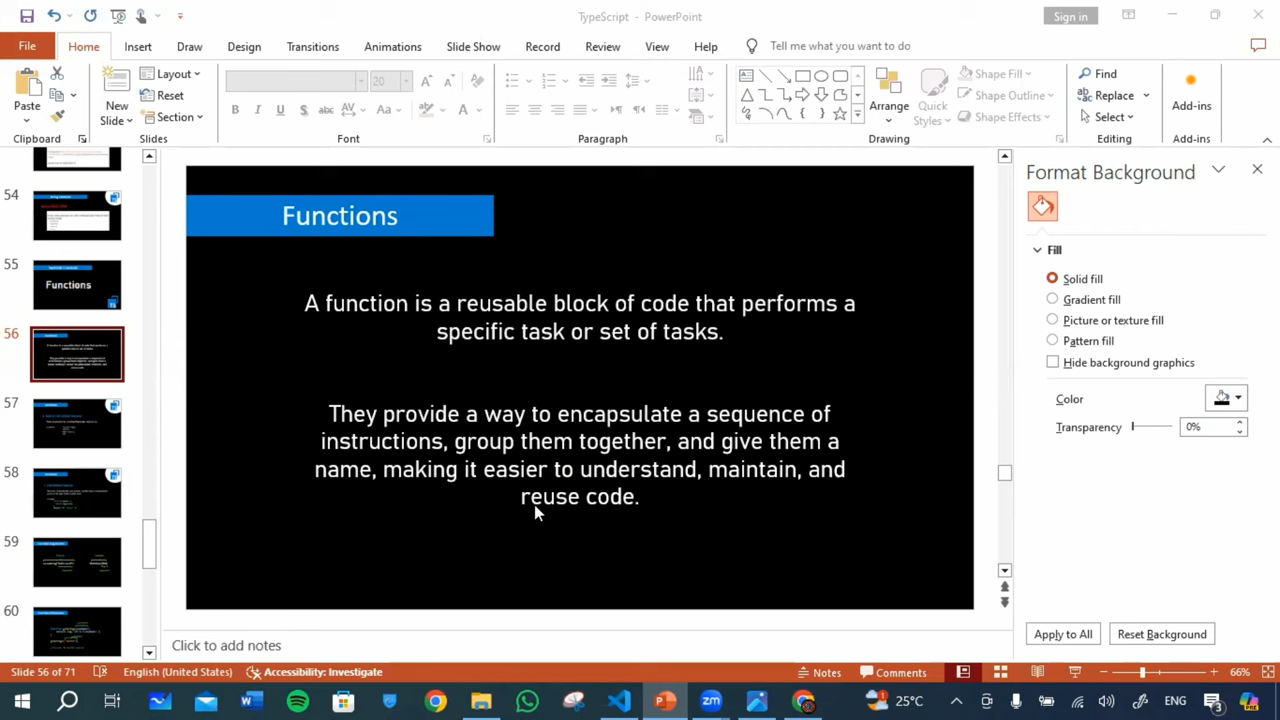 TypeScript - PowerPoint
Sign in
File
Home
Insert
Draw
Design
Transitions
Animations
Slide Show
Record
Review
View
Help
Tell me what you want to do
Paste
New
Slide
Layout
Reset
Section
20
Arrange
Quick
Styles
Shape Fill
Shape Outline
Shape Effects
Find
Replace
Select
Add-ins
Clipboard
Slides
Font
Paragraph
Drawing
Editing
Add-ins
54
55
Functions
56
57
58
59
60
Functions
A function is a reusable block of code that performs a
specific task or set of tasks.
They provide a way to encapsulate a sequence of
insructions, group them together, and give them a
name, making it easier to understand, maintain, and
reuse code.
Format Background
Fill
Solid fill
Gradient fill
Picture or texture fill
Pattern fill
Hide background graphics
Color
Transparency
0%
Apply to All
Reset Background
Click to add notes
Slide 56 of 71
English (United States)
Accessibility: Investigate
Notes
Comments
66%
25°C
ENG
3